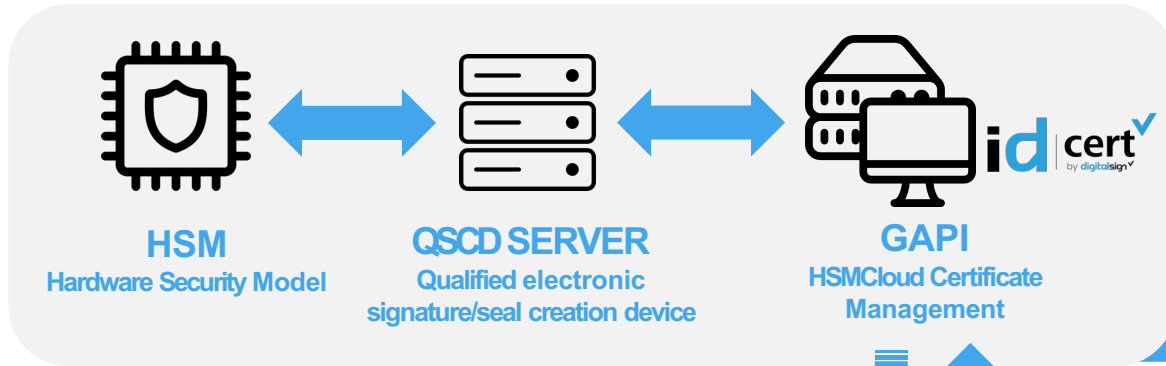 id cert
by digitalsign
HSM
Hardware Security Model
QSCD SERVER
Qualified electronic
signature/seal creation device
GAPI
HSMCloud Certificate
Management